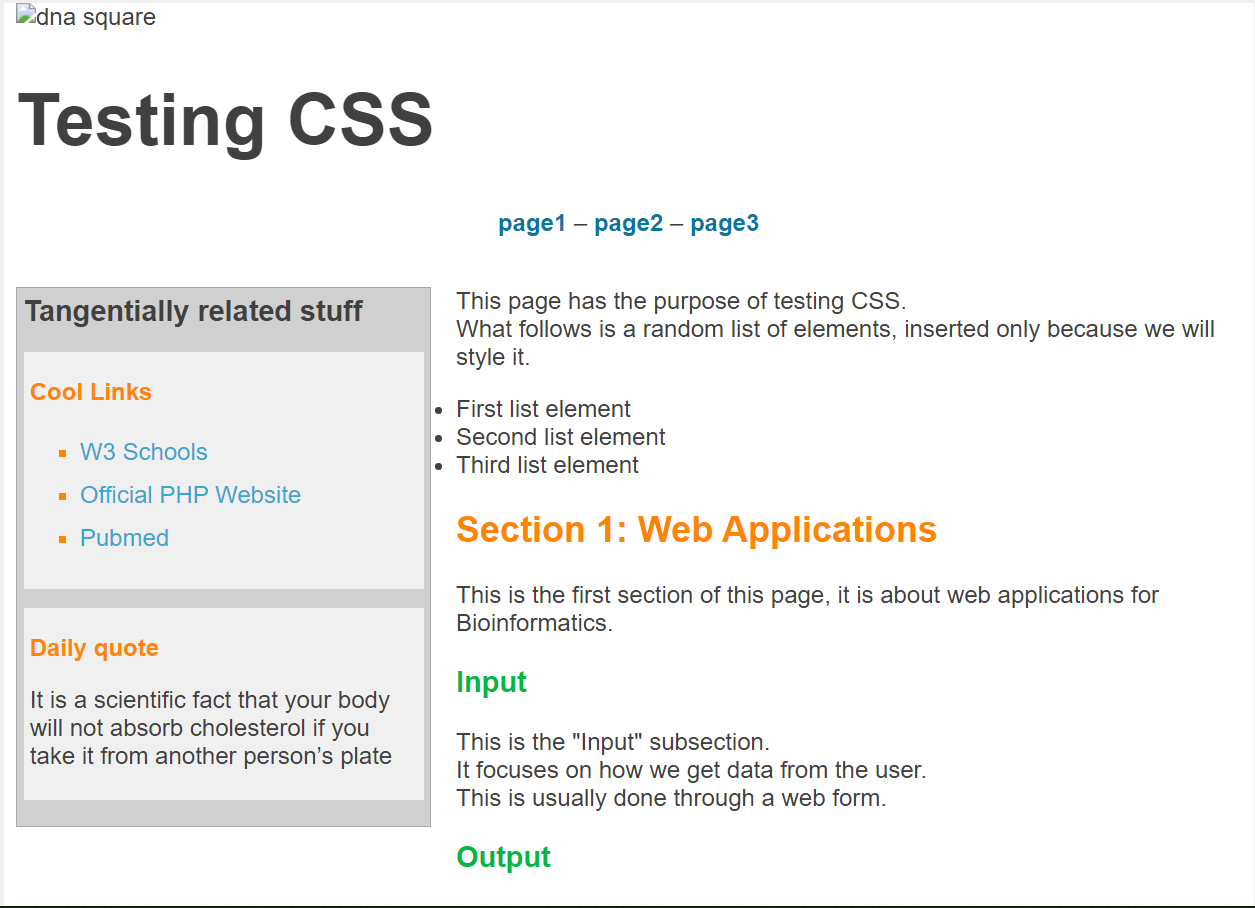 dna square
Testing CSS
page1 – page2 – page3
Tangentially related stuff
Cool Links
W3 Schools
Official PHP Website
Pubmed
Daily quote
It is a scientific fact that your body
will not absorb cholesterol if you
take it from another person’s plate
This page has the purpose of testing CSS.
What follows is a random list of elements, inserted only because we will
style it.
First list element
Second list element
Third list element
Section 1: Web Applications
This is the first section of this page, it is about web applications for
Bioinformatics.
Input
This is the "Input" subsection.
It focuses on how we get data from the user.
This is usually done through a web form.
Output